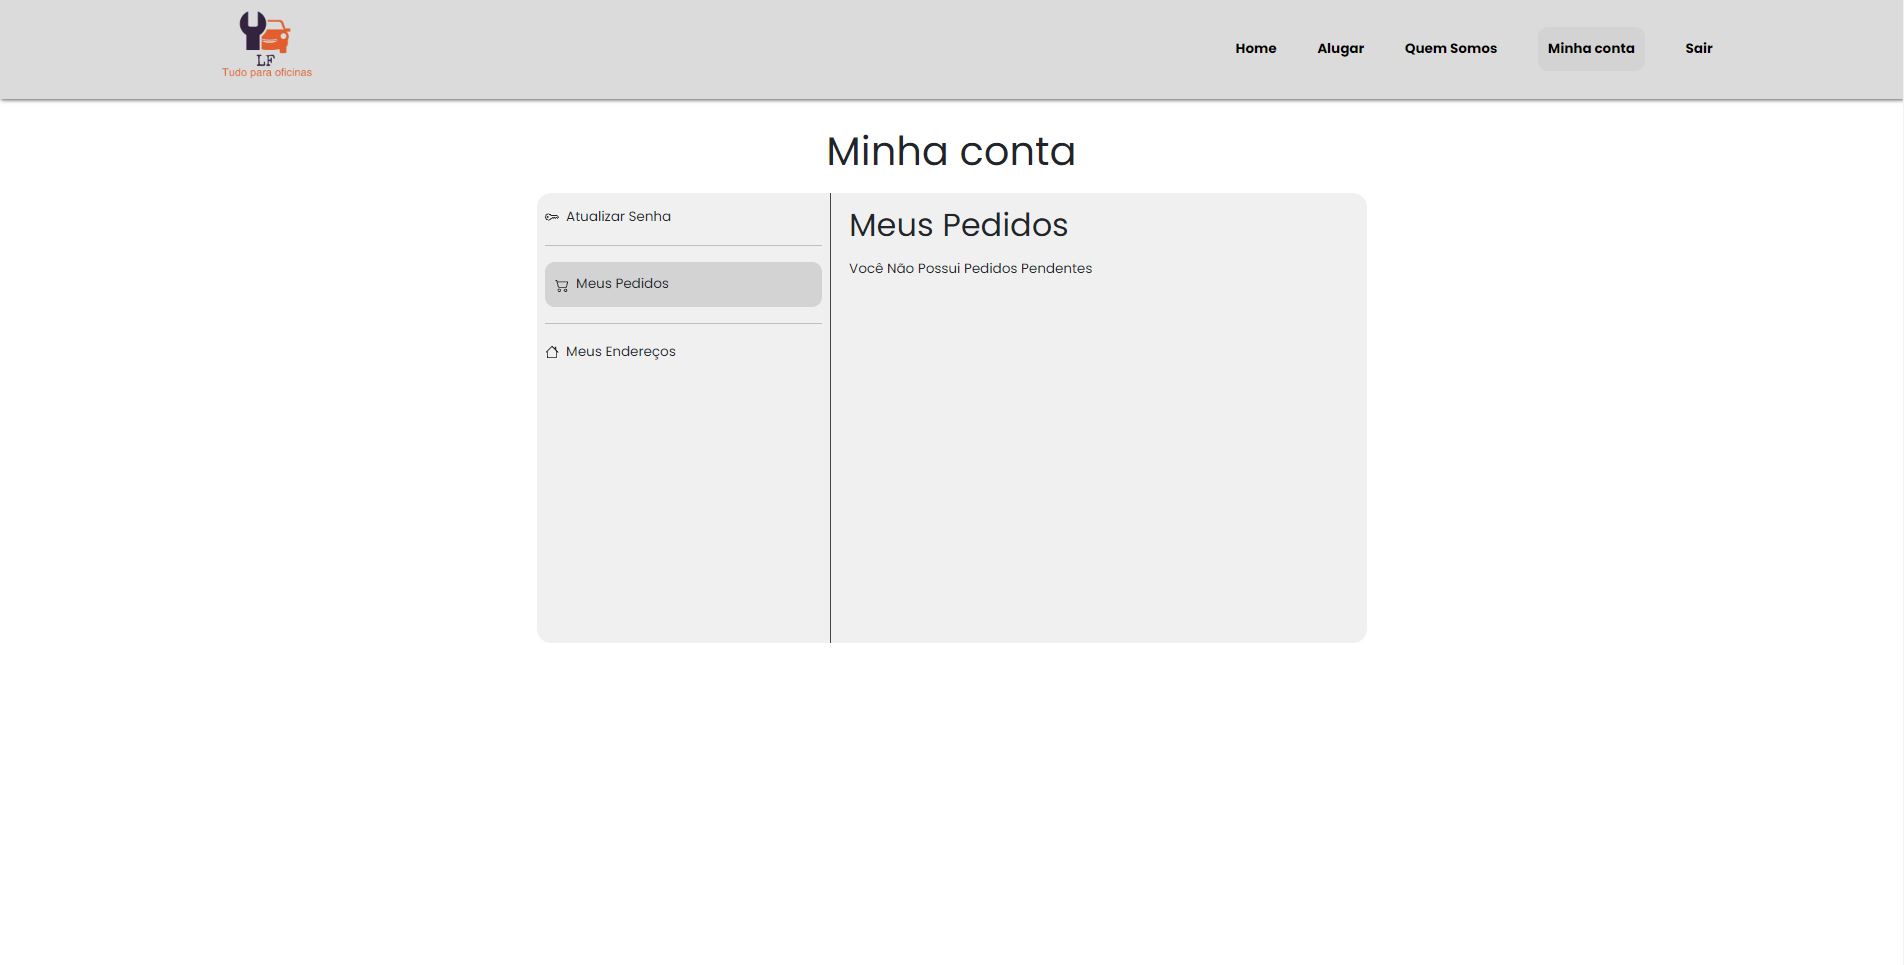 LF
Tudo para oficinas
Home
Alugar
Quem Somos
Minha conta
Sair
Minha conta
Atualizar Senha
Meus Pedidos
Meus Endereços
Meus Pedidos
Você Não Possui Pedidos Pendentes